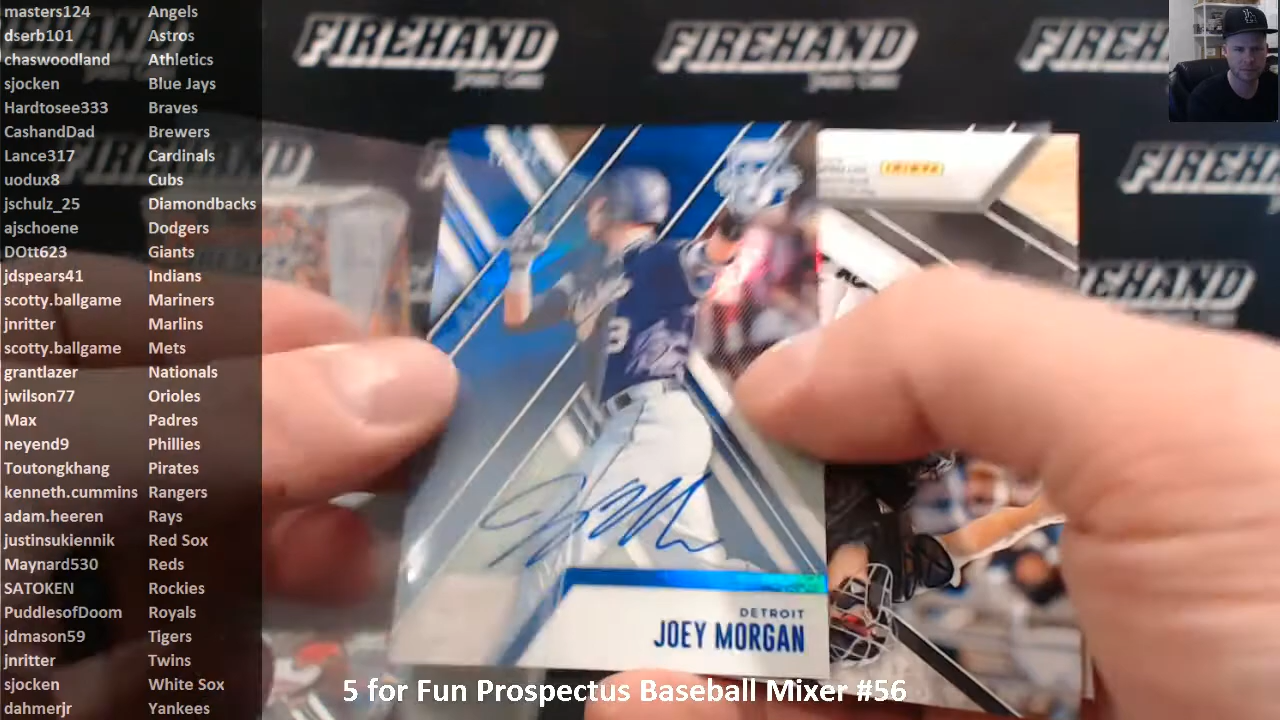 masters124 Angels
dserb101 Astros
chaswoodland Athletics
sjocken Blue Jays
Hardtosee333 Braves
CashandDad Brewers
Lance317 Cardinals
uodux8 Cubs
jschulz_25 Diamondbacks
ajschoene Dodgers
DOtt623 Giants
jdspears41 Indians
scotty.ballgame Mariners
jnritter Marlins
scotty.ballgame Mets
grantlazer Nationals
jwilson77 Orioles
Max Padres
neyend9 Phillies
Toutongkhang Pirates
kenneth.cummins Rangers
adam.heeren Rays
justinsukiennik Red Sox
Maynard530 Reds
SATOKEN Rockies
PuddlesofDoom Royals
jdmason59 Tigers
jnritter Twins
sjocken White Sox
dahmerjr Yankees
FIREHAND FIREHAND FIREHAND
FIREHAND
PANINI
3
DETROIT
JOEY MORGAN
5 for Fun Prospectus Baseball Mixer #56